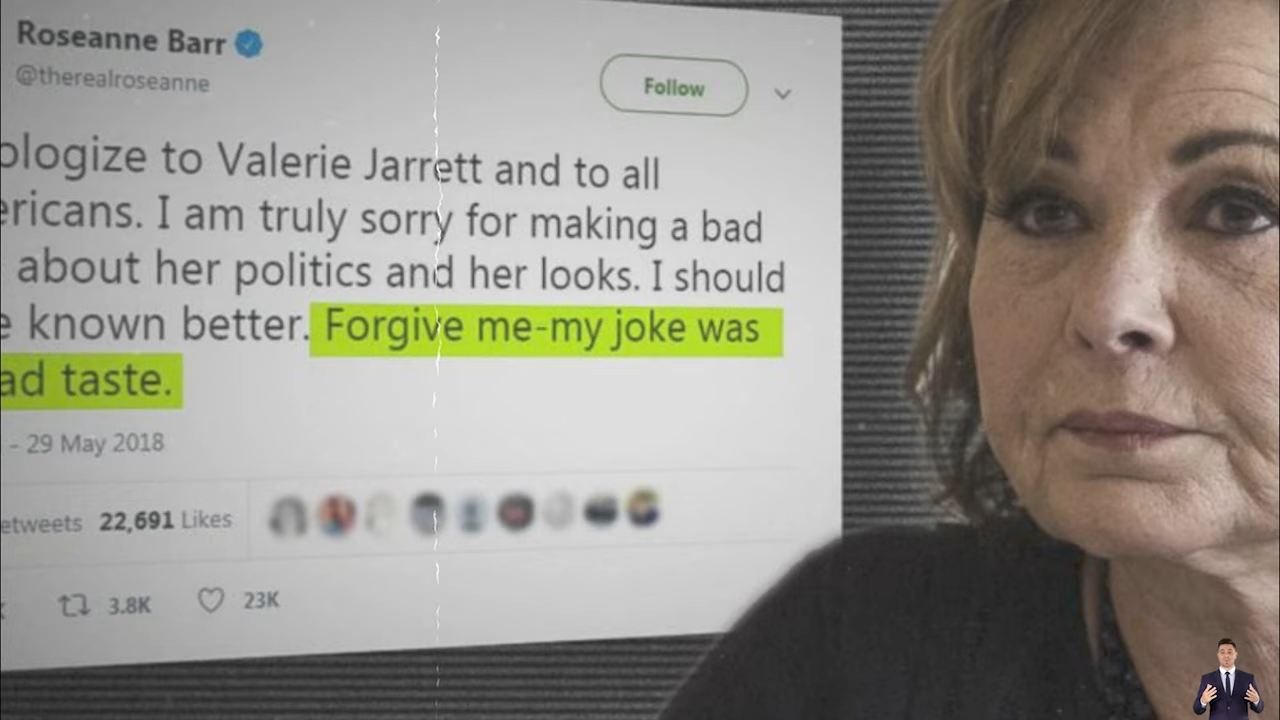 Roseanne Barr
@therealroseanne
Follow
ologize to Valerie Jarrett and to all
ericans. I am truly sorry for making a bad
about her politics and her looks. I should
e known better. Forgive me-my joke was
ad taste.
- 29 May 2018
etweets 22,691 Likes
3.8K 23K